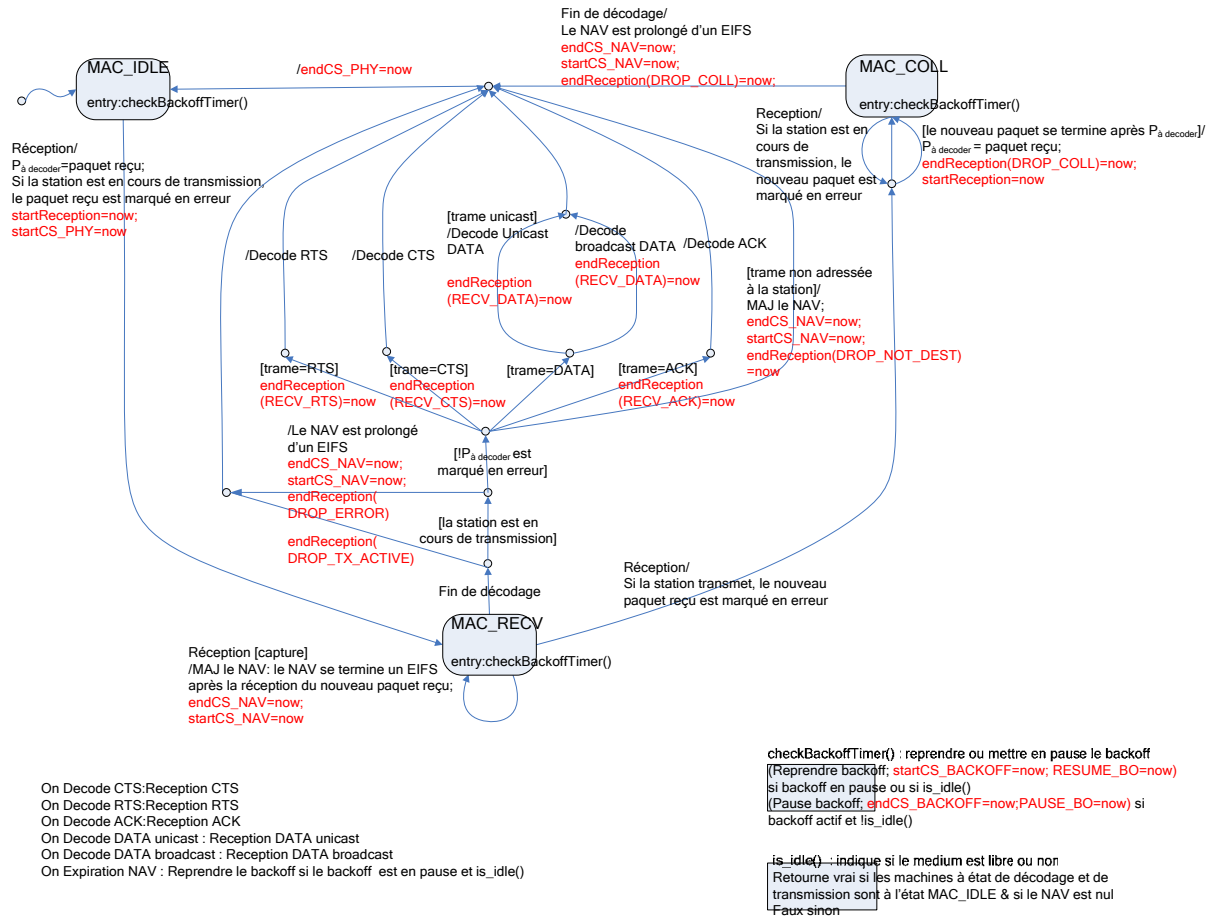 Fin de décodage/
Le NAV est prolongé d'un EIFS
endCS_NAV=now;
startCS_NAV=now;
endReception(DROP_COLL)=now;
MAC_IDLE
entry:checkBackoffTimer()
/endCS_PHY=now
MAC_COLL
entry:checkBackoffTimer()
Réception/
Pà decoder=paquet reçu;
Si la station est en cours de transmission,
le paquet reçu est marqué en erreur
startReception=now;
startCS_PHY=now
Reception/
Si la station est en
cours de
transmission, le
nouveau paquet est
marqué en erreur
[le nouveau paquet se termine après Pà decoder]/
Pà decoder = paquet reçu;
endReception(DROP_COLL)=now;
startReception=now
/Decode RTS
/Decode CTS
[trame unicast]
/Decode Unicast
DATA
endReception
(RECV_DATA)=now
/Decode
broadcast DATA
endReception
(RECV_DATA)=now
/Decode ACK
[trame non adressée
à la station]/
MAJ le NAV;
endCS_NAV=now;
startCS_NAV=now;
endReception(DROP_NOT_DEST)
=now
[trame=RTS]
endReception
(RECV_RTS)=now
[trame=CTS]
endReception
(RECV_CTS)=now
[trame=DATA]
[trame=ACK]
endReception
(RECV_ACK)=now
/Le NAV est prolongé
d'un EIFS
endCS_NAV=now;
startCS_NAV=now;
endReception(
DROP_ERROR)
endReception(
DROP_TX_ACTIVE)
[!Pà decoder est
marqué en erreur]
[la station est en
cours de transmission]
Fin de décodage
Réception/
Si la station transmet, le nouveau
paquet reçu est marqué en erreur
MAC_RECV
entry:checkBackoffTimer()
Réception [capture]
/MAJ le NAV: le NAV se termine un EIFS
après la réception du nouveau paquet reçu;
endCS_NAV=now;
startCS_NAV=now
On Decode CTS:Reception CTS
On Decode RTS:Reception RTS
On Decode ACK:Reception ACK
On Decode DATA unicast : Reception DATA unicast
On Decode DATA broadcast : Reception DATA broadcast
On Expiration NAV : Reprendre le backoff si le backoff est en pause et is_idle()
checkBackoffTimer() : reprendre ou mettre en pause le backoff
(Reprendre backoff; startCS_BACKOFF=now; RESUME_BO=now)
si backoff en pause ou si is_idle()
(Pause backoff; endCS_BACKOFF=now;PAUSE_BO=now) si
backoff actif et !is_idle()
is_idle() : indique si le medium est libre ou non
Retourne vrai si les machines à état de décodage et de
transmission sont à l'état MAC_IDLE & si le NAV est nul
Faux sinon